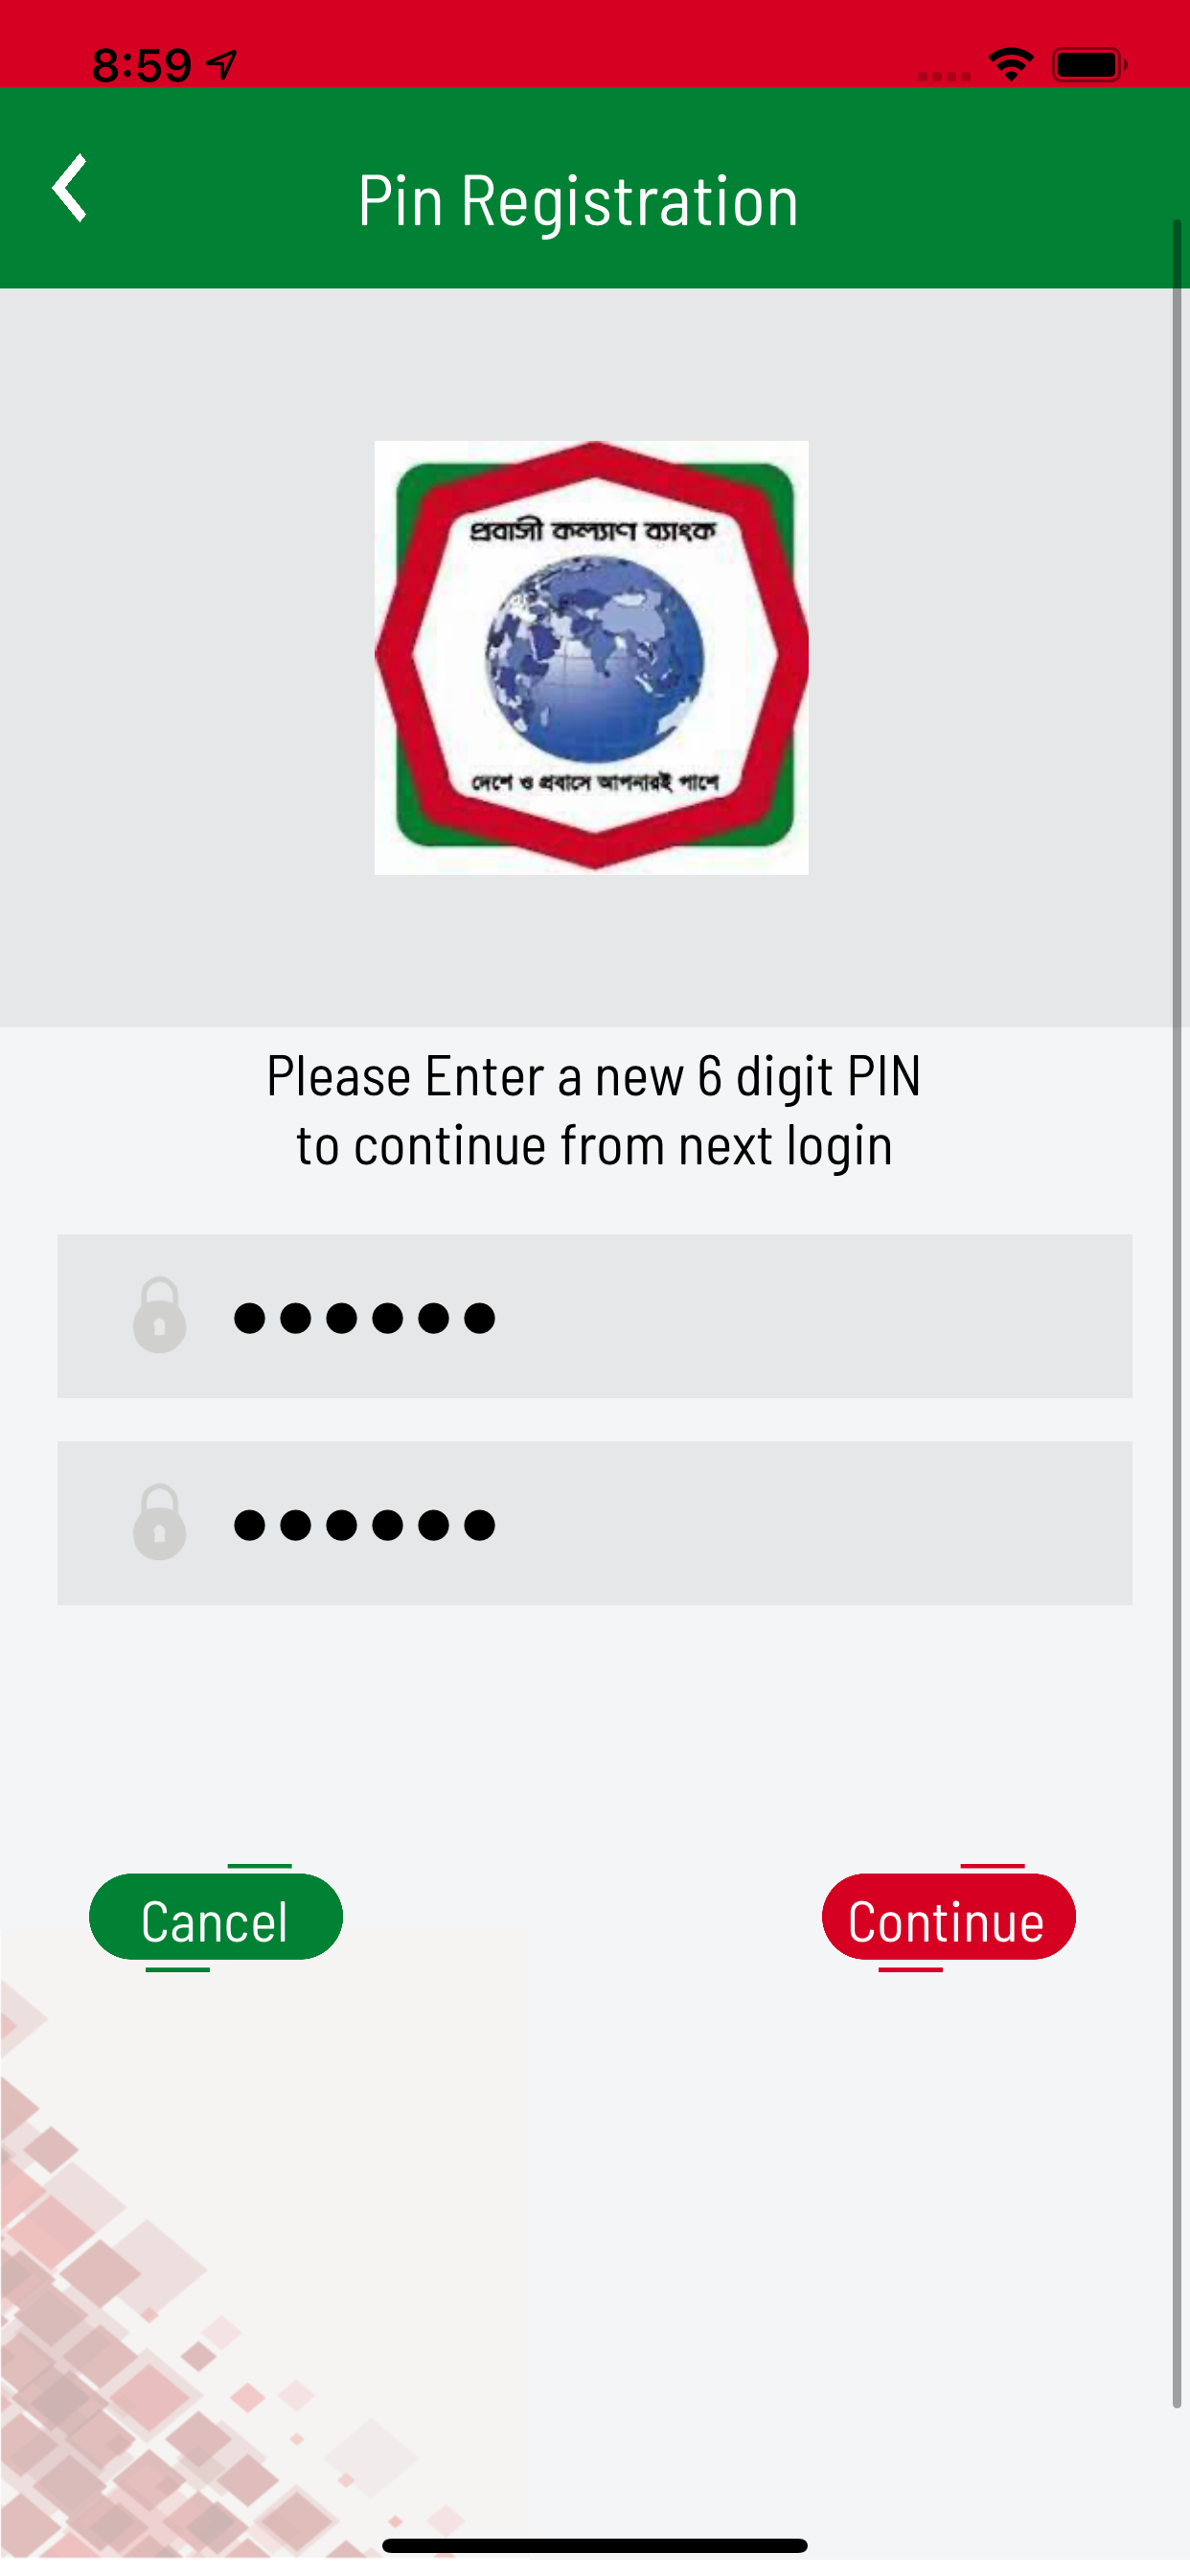 8:59
Pin Registration
প্রবাসী কল্যাণ ব্যাংক
দেশে ও প্রবাসে আপনারই পাশে
Please Enter a new 6 digit PIN
to continue from next login
Cancel
Continue